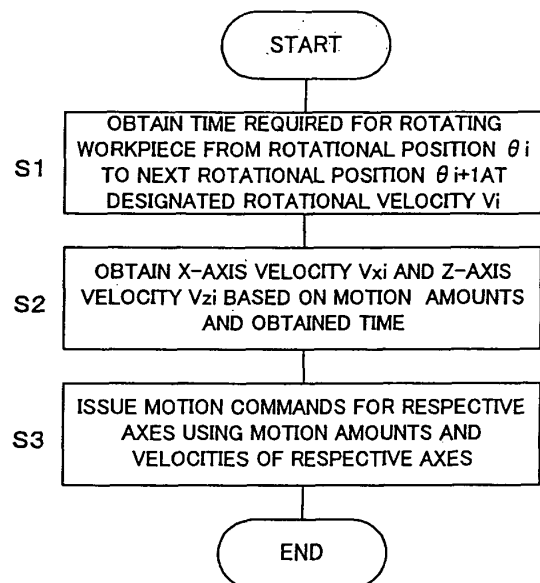 START
S1
OBTAIN TIME REQUIRED FOR ROTATING
WORKPIECE FROM ROTATIONAL POSITION θi
TO NEXT ROTATIONAL POSITION θi+1AT
DESIGNATED ROTATIONAL VELOCITY Vi
S2
OBTAIN X-AXIS VELOCITY Vxi AND Z-AXIS
VELOCITY Vzi BASED ON MOTION AMOUNTS
AND OBTAINED TIME
S3
ISSUE MOTION COMMANDS FOR RESPECTIVE
AXES USING MOTION AMOUNTS AND
VELOCITIES OF RESPECTIVE AXES
END